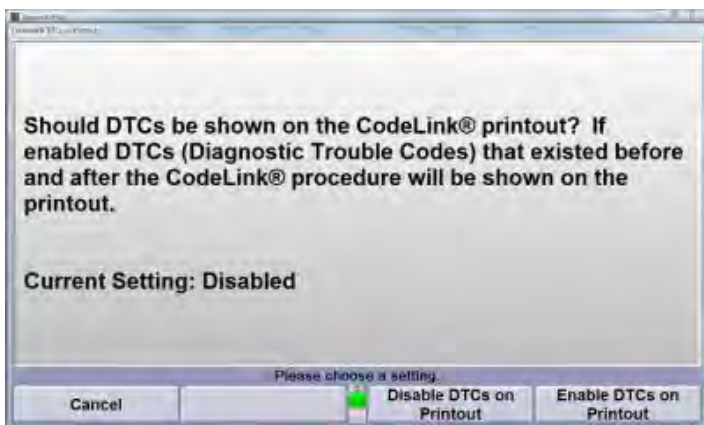 Should DTCs be shown on the CodeLink® printout? If
enabled DTCs (Diagnostic Trouble Codes) that existed before
and after the CodeLink® procedure will be shown on the
printout.
Current Setting: Disabled
Please choose a setting.
Cancel
Disable DTCs on
Printout
Enable DTCs on
Printout